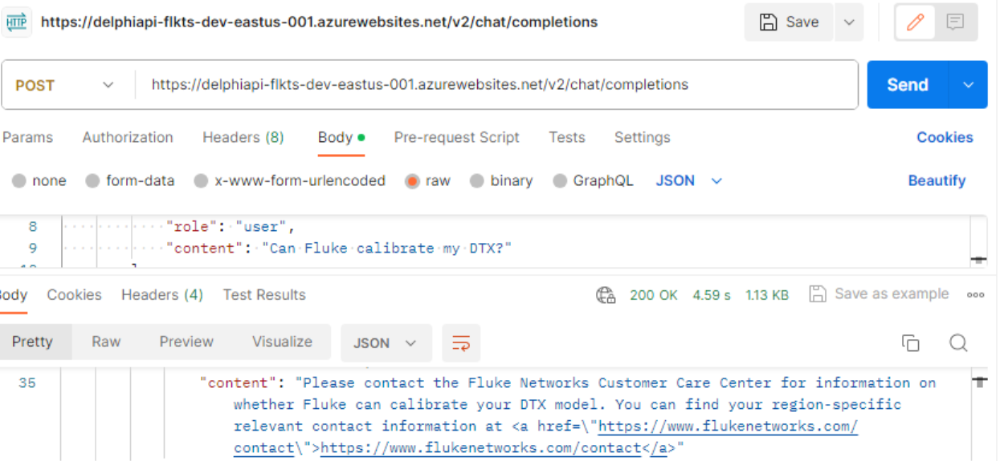 HTTP https://delphiapi-flkts-dev-eastus-001.azurewebsites.net/v2/chat/completions Save
POST https://delphiapi-flkts-dev-eastus-001.azurewebsites.net/v2/chat/completions Send
Params Authorization Headers (8) Body Pre-request Script Tests Settings Cookies
none form-data x-www-form-urlencoded raw binary GraphQL JSON Beautify
8 "role": "user",
9 "content": "Can Fluke calibrate my DTX?"
Body Cookies Headers (4) Test Results 200 OK 4.59 s 1.13 KB Save as example
Pretty Raw Preview Visualize JSON
35 "content": "Please contact the Fluke Networks Customer Care Center for information on
whether Fluke can calibrate your DTX model. You can find your region-specific
relevant contact information at <a href=\"https://www.flukenetworks.com/
contact\">https://www.flukenetworks.com/contact</a>"